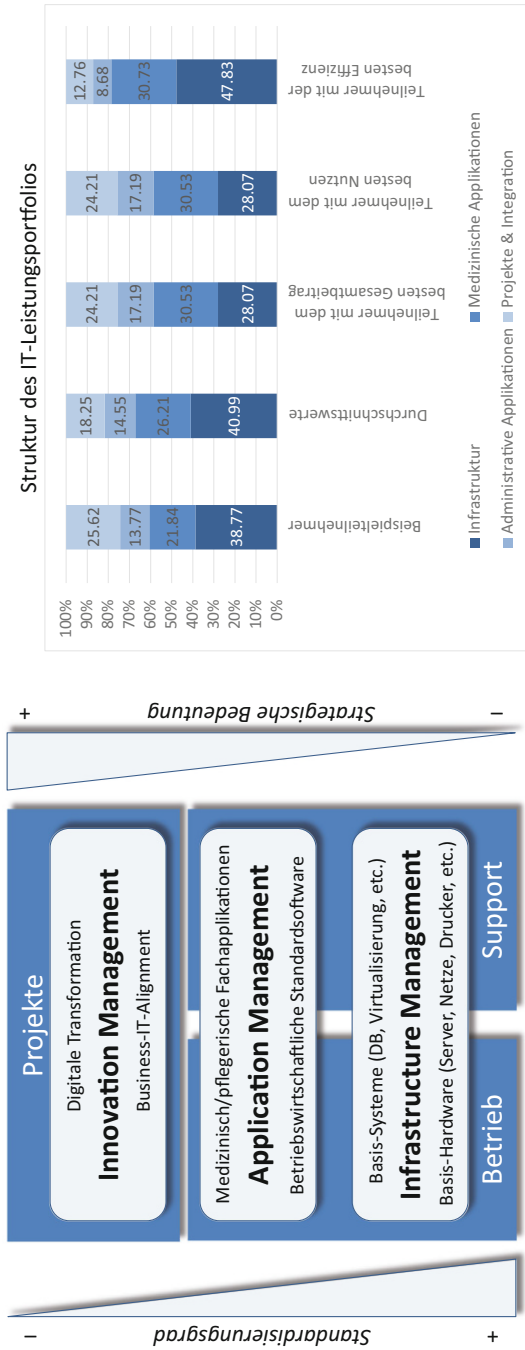 –
Standardisierungsgrad
+
Projekte
Digitale Transformation
Innovation Management
Business-IT-Alignment
Medizinisch/pflegerische Fachapplikationen
Application Management
Betriebswirtschaftliche Standardsoftware
Basis-Systeme (DB, Virtualisierung, etc.)
Infrastructure Management
Basis-Hardware (Server, Netze, Drucker, etc.)
Betrieb
Support
+
Strategische Bedeutung
–
Struktur des IT-Leistungsportfolios
100%
90%
80%
70%
60%
50%
40%
30%
20%
10%
0%
25.62
13.77
21.84
38.77
18.25
14.55
26.21
40.99
24.21
17.19
30.53
28.07
24.21
17.19
30.53
28.07
12.76
8.68
30.73
47.83
Beispielteilnehmer
Durchschnittswerte
Teilnehmer mit dem
besten Gesamtbeitrag
Teilnehmer mit dem
besten Nutzen
Teilnehmer mit der
besten Effizienz
Infrastruktur
Medizinische Applikationen
Administrative Applikationen
Projekte & Integration